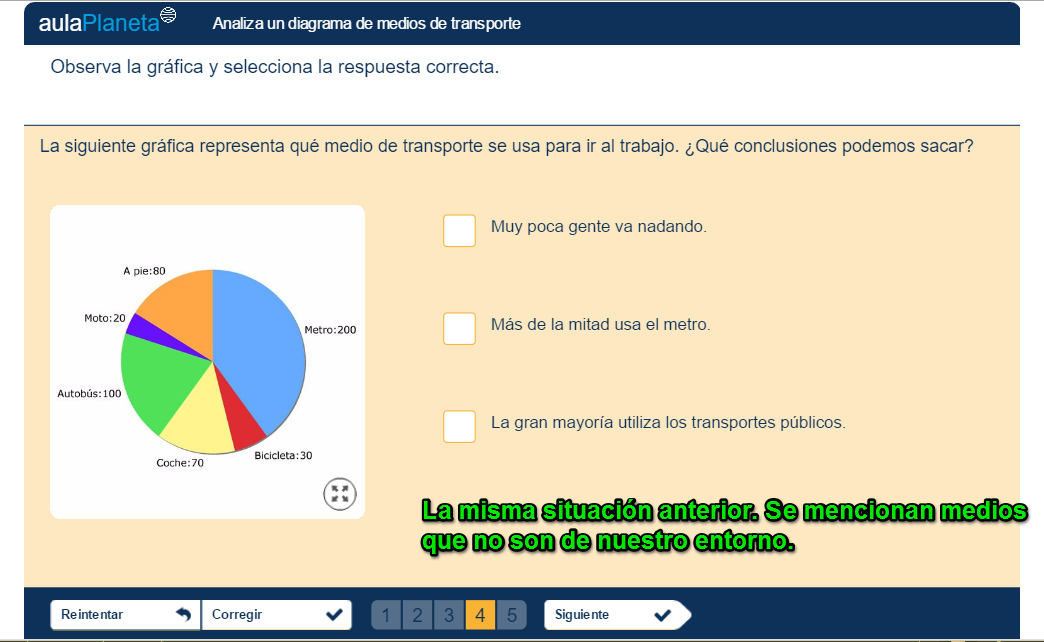 aulaPlaneta
Analiza un diagrama de medios de transporte
Observa la gráfica y selecciona la respuesta correcta.
La siguiente gráfica representa qué medio de transporte se usa para ir al trabajo. ¿Qué conclusiones podemos sacar?
A pie:80
Moto:20
Metro:200
Autobús:100
Coche:70
Bicicleta:30
Muy poca gente va nadando.
Más de la mitad usa el metro.
La gran mayoría utiliza los transportes públicos.
La misma situación anterior. Se mencionan medios
que no son de nuestro entorno.
Reintentar
Corregir
1 2 3 4 5
Siguiente